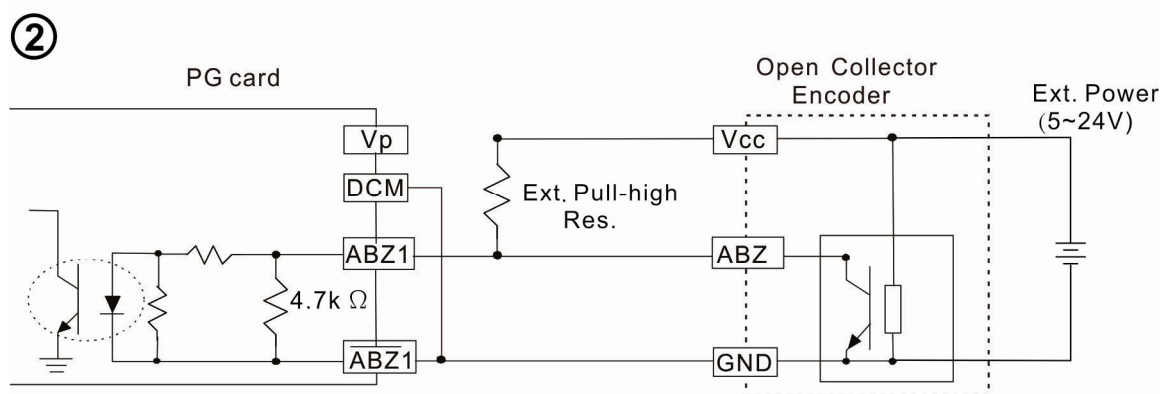 ②
PG card
Open Collector
Encoder
Ext. Power
(5~24V)
Vp
Vcc
DCM
Ext. Pull-high
Res.
ABZ1
ABZ
4.7k Ω
A̅B̅Z̅1
GND